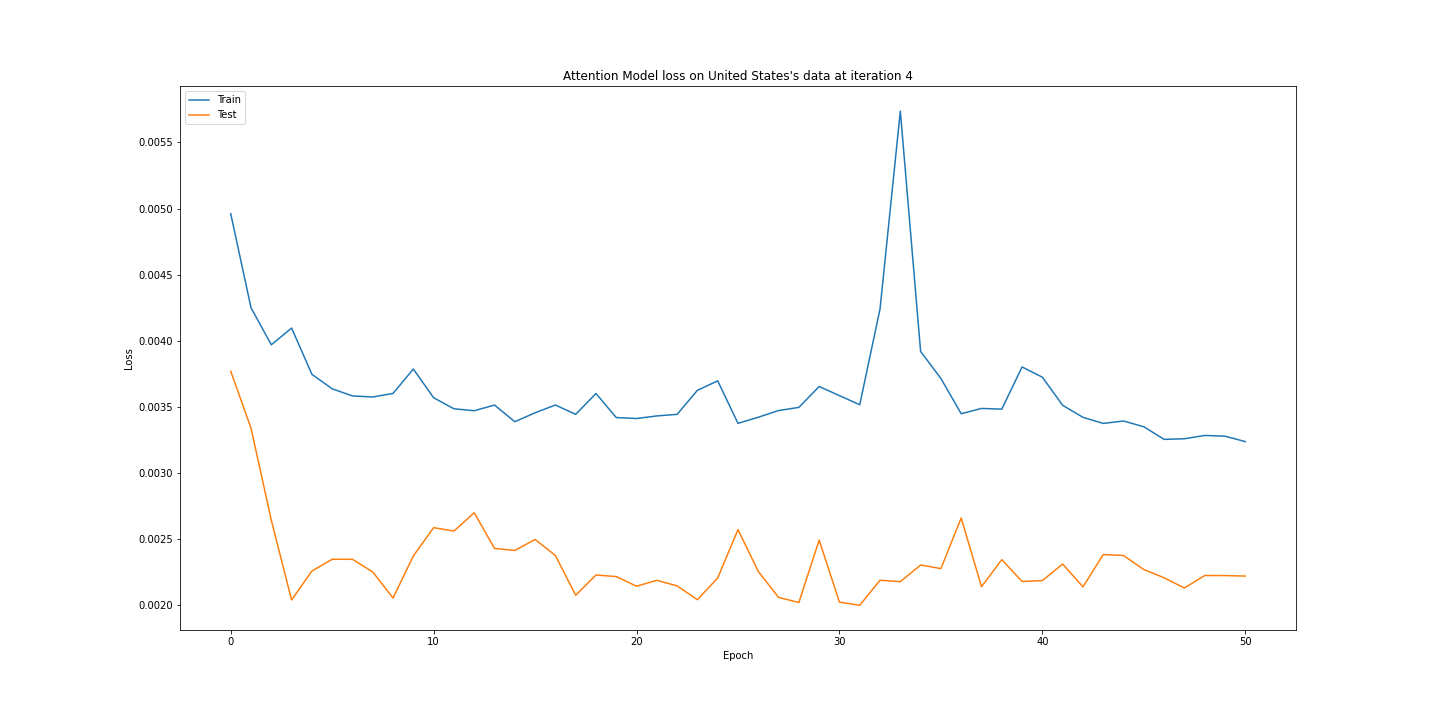 Attention Model loss on United States's data at iteration 4
Train
Test
0.0055
0.0050
0.0045
0.0040
0.0035
0.0030
0.0025
0.0020
Loss
0 10 20 30 40 50
Epoch